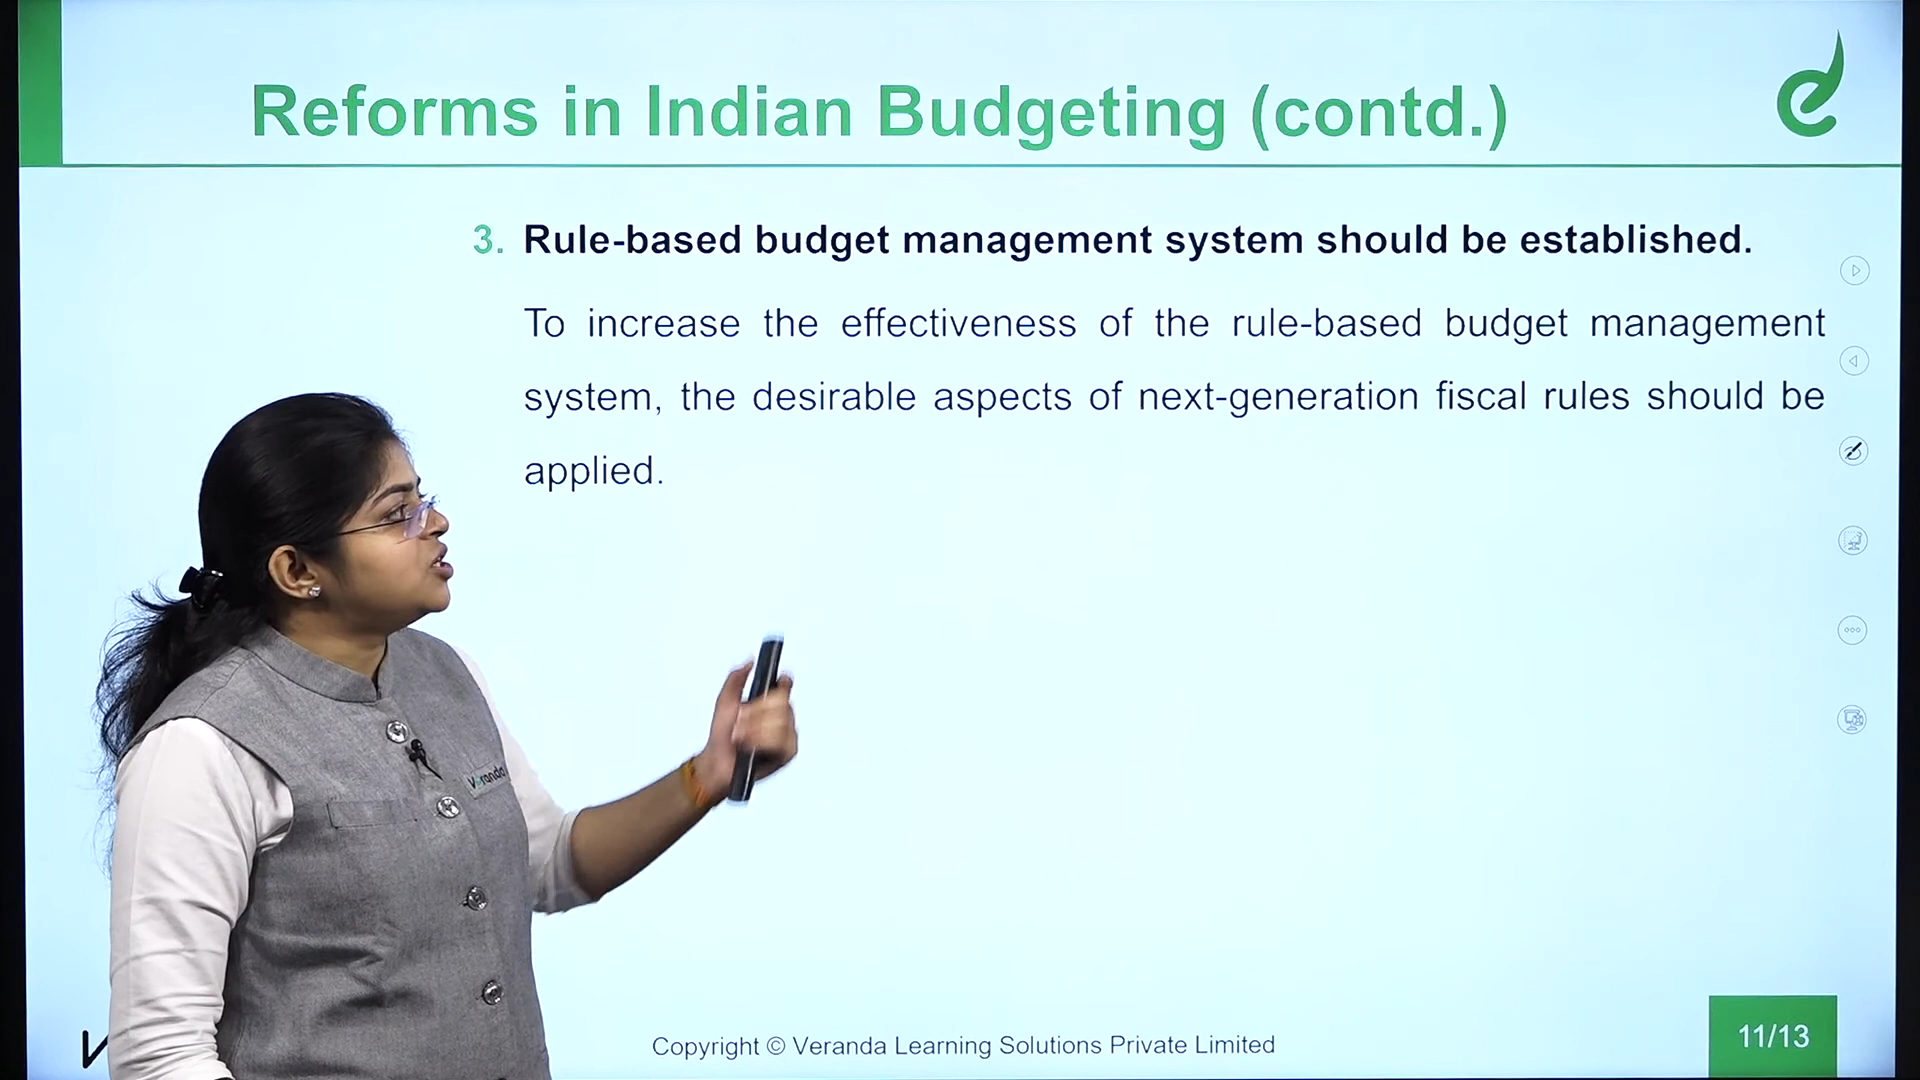 Reforms in Indian Budgeting (contd.)
3. Rule-based budget management system should be established.
To increase the effectiveness of the rule-based budget management
system, the desirable aspects of next-generation fiscal rules should be
applied.
Veranda
Copyright © Veranda Learning Solutions Private Limited
11/13